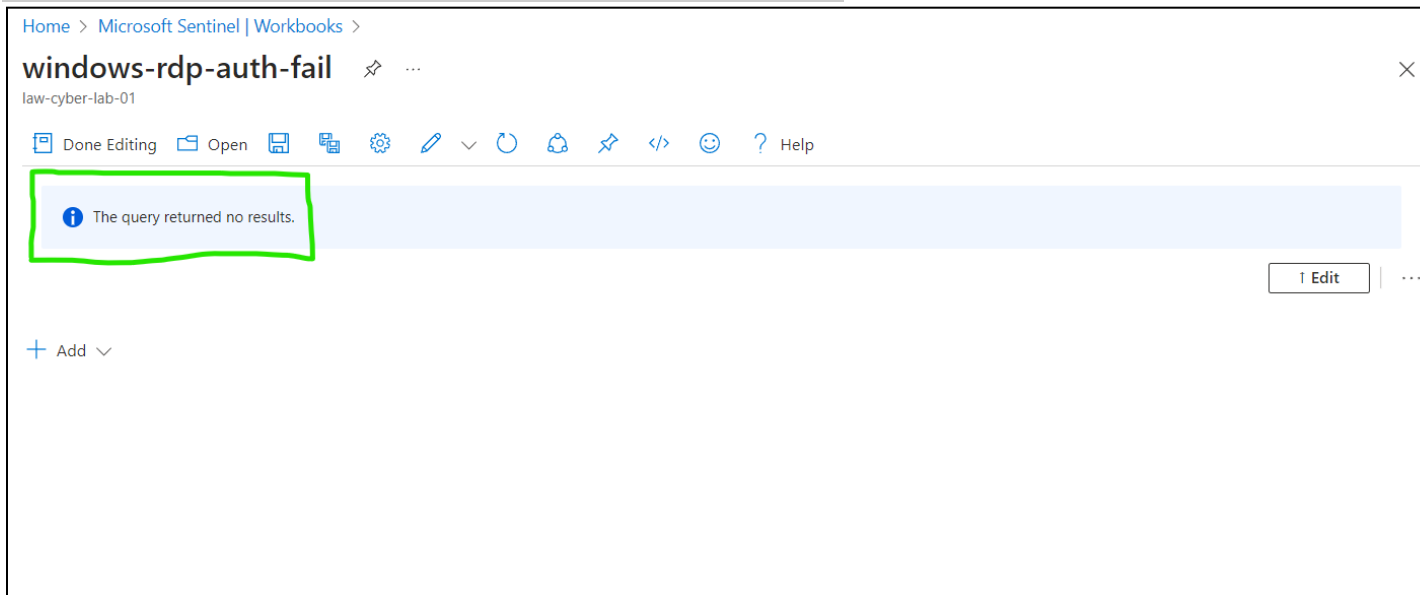 Home > Microsoft Sentinel | Workbooks >
windows-rdp-auth-fail ...
law-cyber-lab-01
Done Editing Open </> ? Help
The query returned no results.
↑ Edit | ...
+ Add